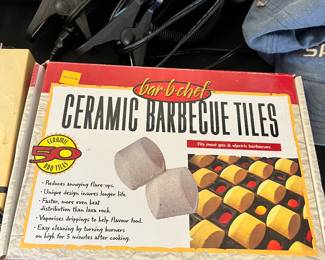 bar-b-chef
CERAMIC BARBECUE TILES
Fits most gas & electric barbecues
CERAMIC
50
BBQ TILES
• Reduces annoying flare-ups.
• Unique design insures longer life.
• Faster, more even heat
distribution than lava rock.
• Vaporizes drippings to help flavour food.
• Easy cleaning by turning burners
on high for 5 minutes after cooking.